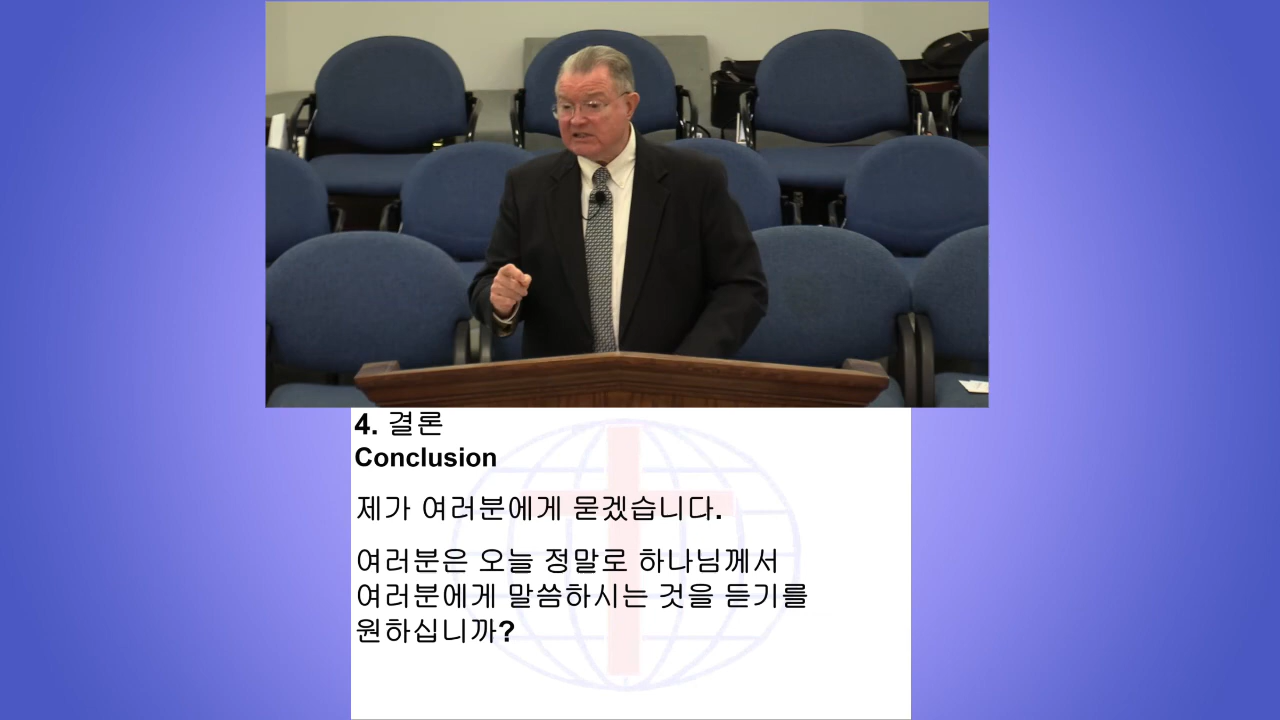 4. 결론
Conclusion
제가 여러분에게 묻겠습니다.
여러분은 오늘 정말로 하나님께서
여러분에게 말씀하시는 것을 듣기를
원하십니까?